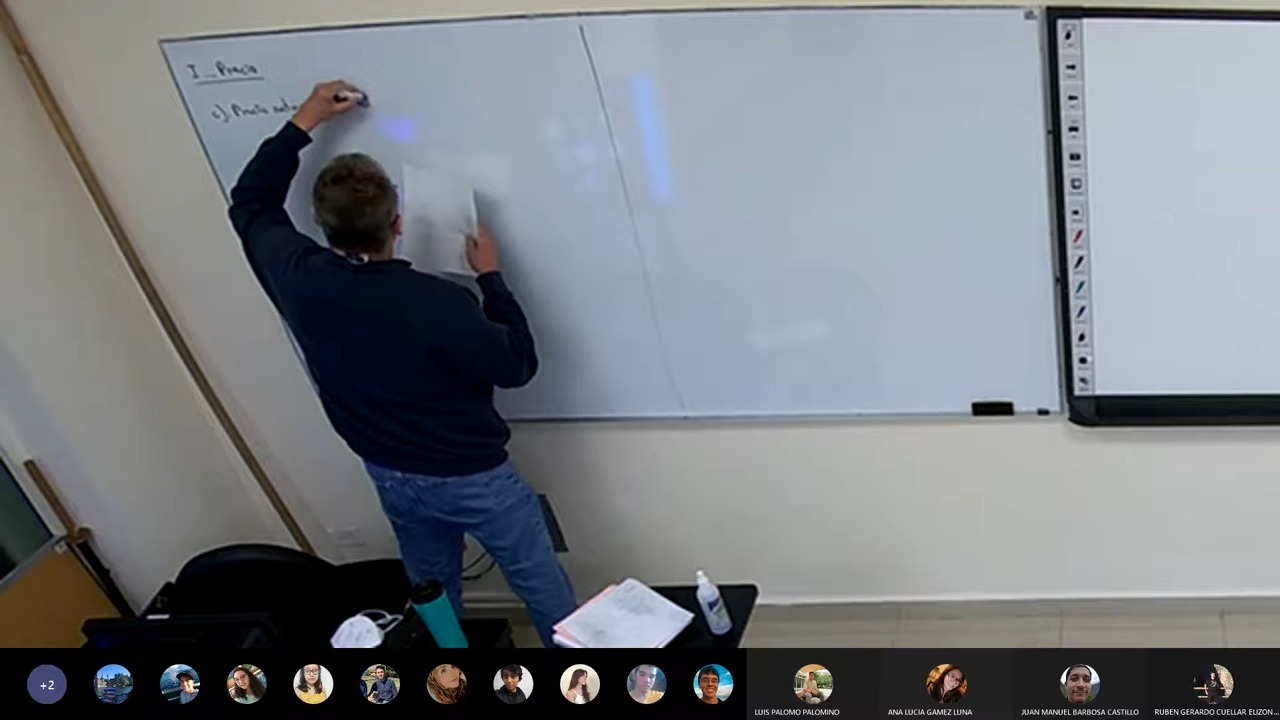 I _ Precio
c). Precio
+2
LUIS PALOMO PALOMINO
ANA LUCIA GAMEZ LUNA
JUAN MANUEL BARBOSA CASTILLO
RUBEN GERARDO CUELLAR ELIZON...